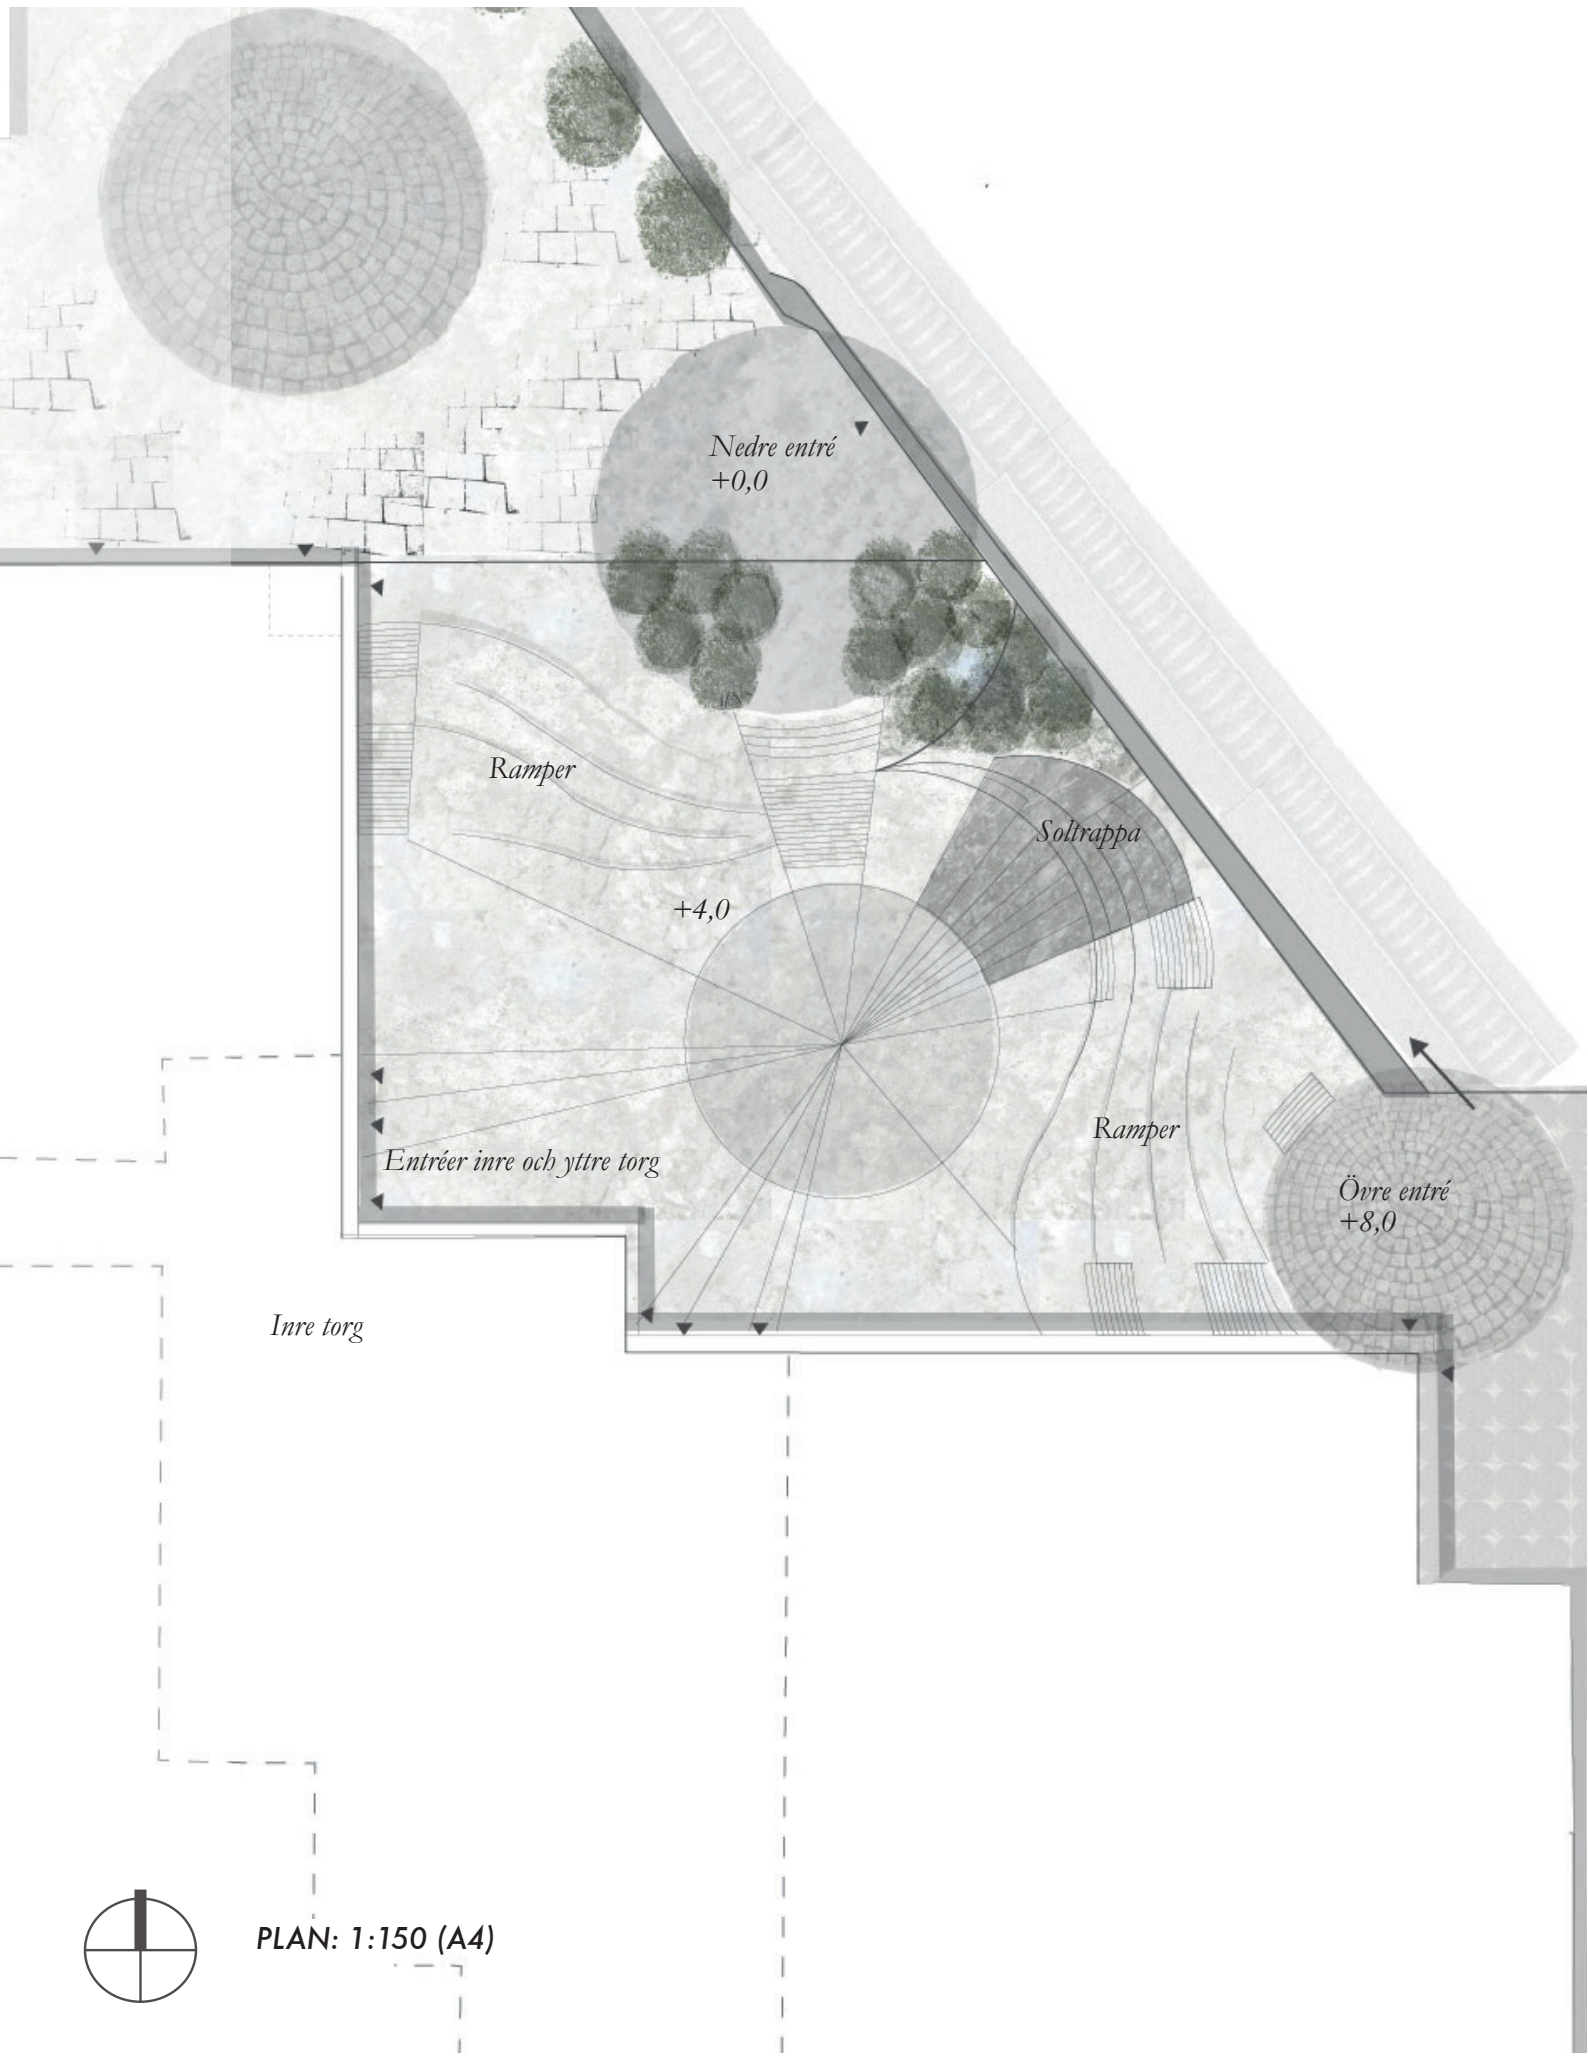 Nedre entré
+0,0
Ramper
Soltrappa
+4,0
Ramper
Entréer inre och yttre torg
Övre entré
+8,0
Inre torg
PLAN: 1:150 (A4)